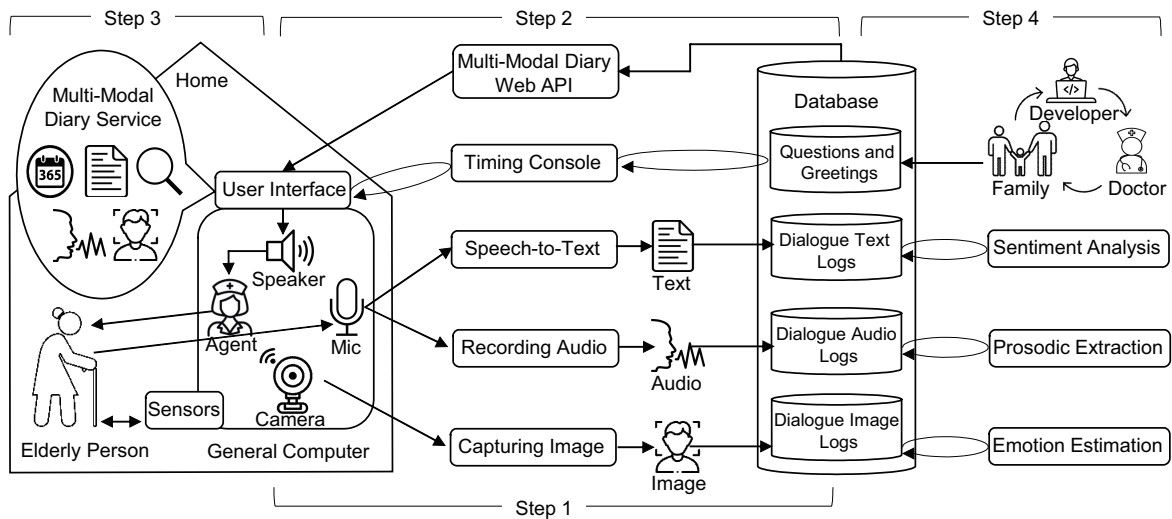 Step 3
Step 2
Step 4
Home
Multi-Modal
Diary Service
365
Multi-Modal Diary
Web API
Database
</>
Developer
Family
Doctor
User Interface
Timing Console
Questions and
Greetings
Speaker
Speech-to-Text
Text
Dialogue Text
Logs
Sentiment Analysis
Agent
Mic
Recording Audio
Audio
Dialogue Audio
Logs
Prosodic Extraction
Sensors
Camera
Elderly Person
General Computer
Capturing Image
Image
Dialogue Image
Logs
Emotion Estimation
Step 1